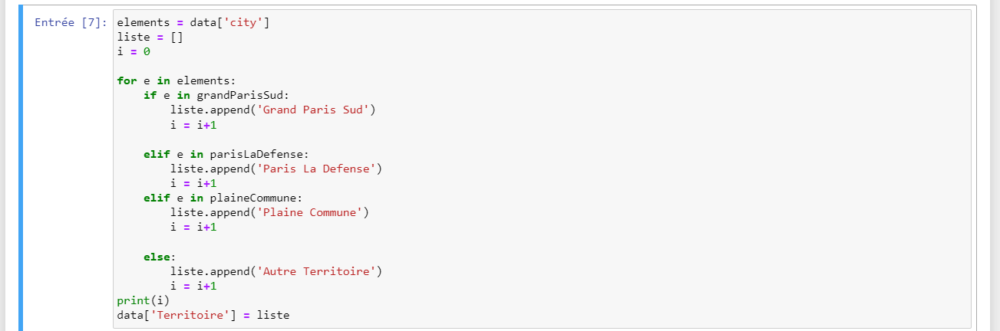 Entrée [7]: elements = data['city']
liste = []
i = 0
for e in elements:
if e in grandParisSud:
liste.append('Grand Paris Sud')
i = i+1
elif e in parisLaDefense:
liste.append('Paris La Defense')
i = i+1
elif e in plaineCommune:
liste.append('Plaine Commune')
i = i+1
else:
liste.append('Autre Territoire')
i = i+1
print(i)
data['Territoire'] = liste